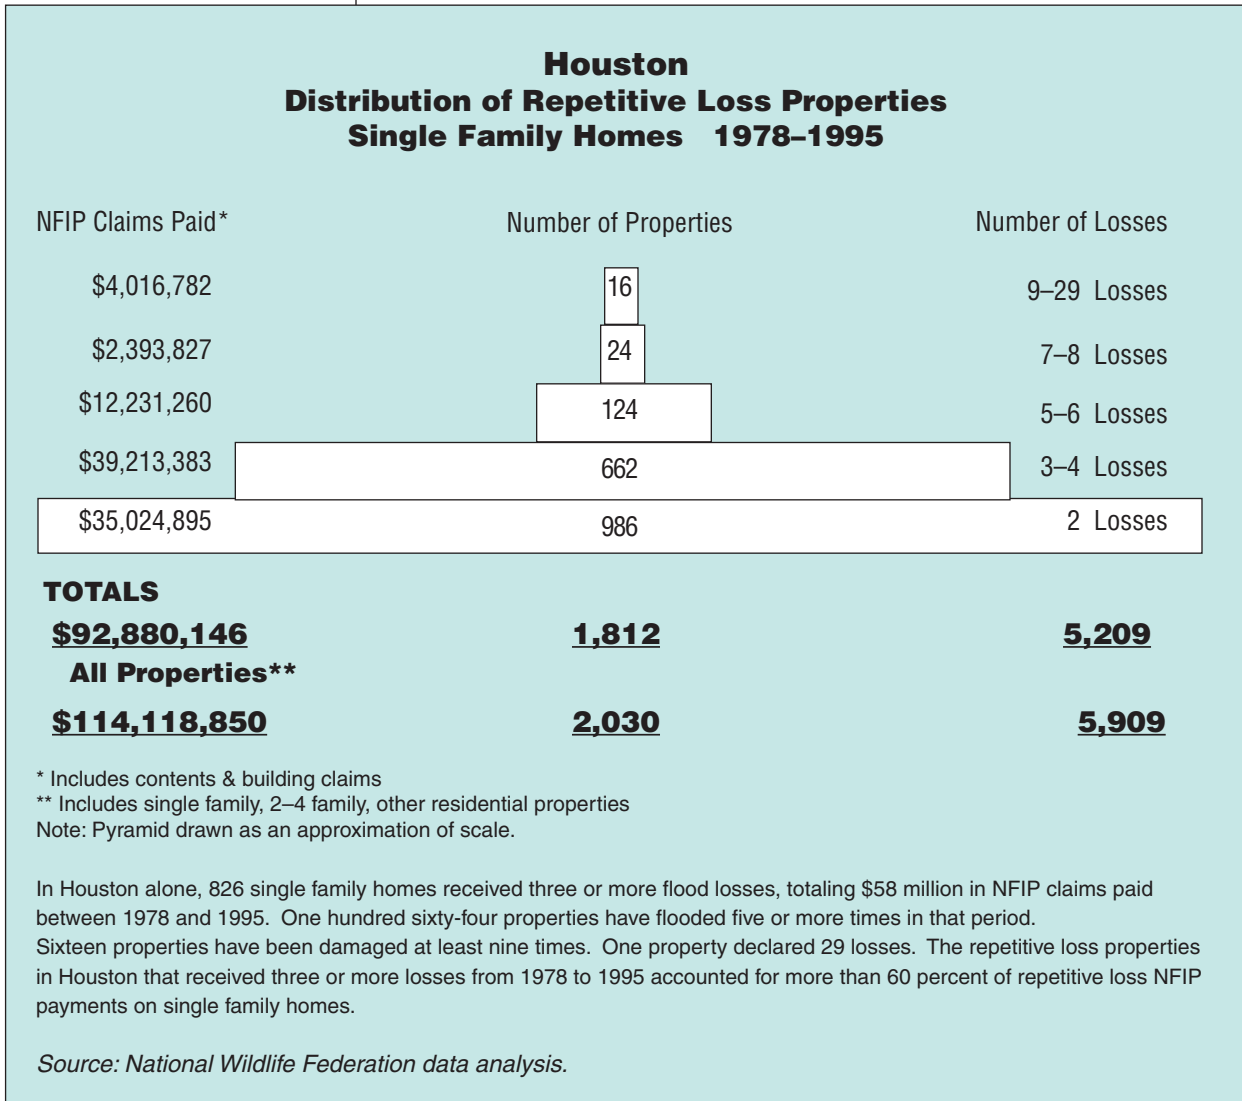 Houston
Distribution of Repetitive Loss Properties
Single Family Homes 1978–1995
NFIP Claims Paid* Number of Properties Number of Losses
$4,016,782 16 9–29 Losses
$2,393,827 24 7–8 Losses
$12,231,260 124 5–6 Losses
$39,213,383 662 3–4 Losses
$35,024,895 986 2 Losses
TOTALS
$92,880,146 1,812 5,209
All Properties**
$114,118,850 2,030 5,909
* Includes contents & building claims
** Includes single family, 2–4 family, other residential properties
Note: Pyramid drawn as an approximation of scale.
In Houston alone, 826 single family homes received three or more flood losses, totaling $58 million in NFIP claims paid
between 1978 and 1995. One hundred sixty-four properties have flooded five or more times in that period.
Sixteen properties have been damaged at least nine times. One property declared 29 losses. The repetitive loss properties
in Houston that received three or more losses from 1978 to 1995 accounted for more than 60 percent of repetitive loss NFIP
payments on single family homes.
Source: National Wildlife Federation data analysis.